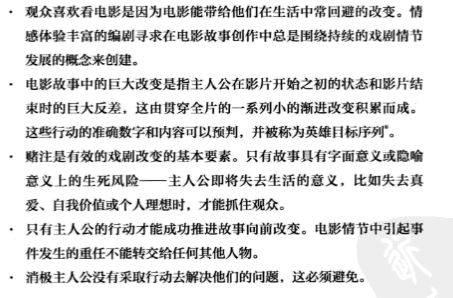 · 观众喜欢看电影是因为电影能带给他们在生活中常回避的改变。情
感体验丰富的编剧寻求在电影故事创作中总是围绕持续的戏剧情节
发展的概念来创建。
· 电影故事中的巨大改变是指主人公在影片开始之初的状态和影片结
束时的巨大反差，这由贯穿全片的一系列小的渐进改变积累而成。
这些行动的准确数字和内容可以预判，并被称为英雄目标序列®。
· 赌注是有效的戏剧改变的基本要素。只有故事具有字面意义或隐喻
意义上的生死风险——主人公即将失去生活的意义，比如失去真
爱、自我价值或个人理想时，才能抓住观众。
· 只有主人公的行动才能成功推进故事向前改变。电影情节中引起事
件发生的重任不能转交给任何其他人物。
· 消极主人公没有采取行动去解决他们的问题，这必须避免。